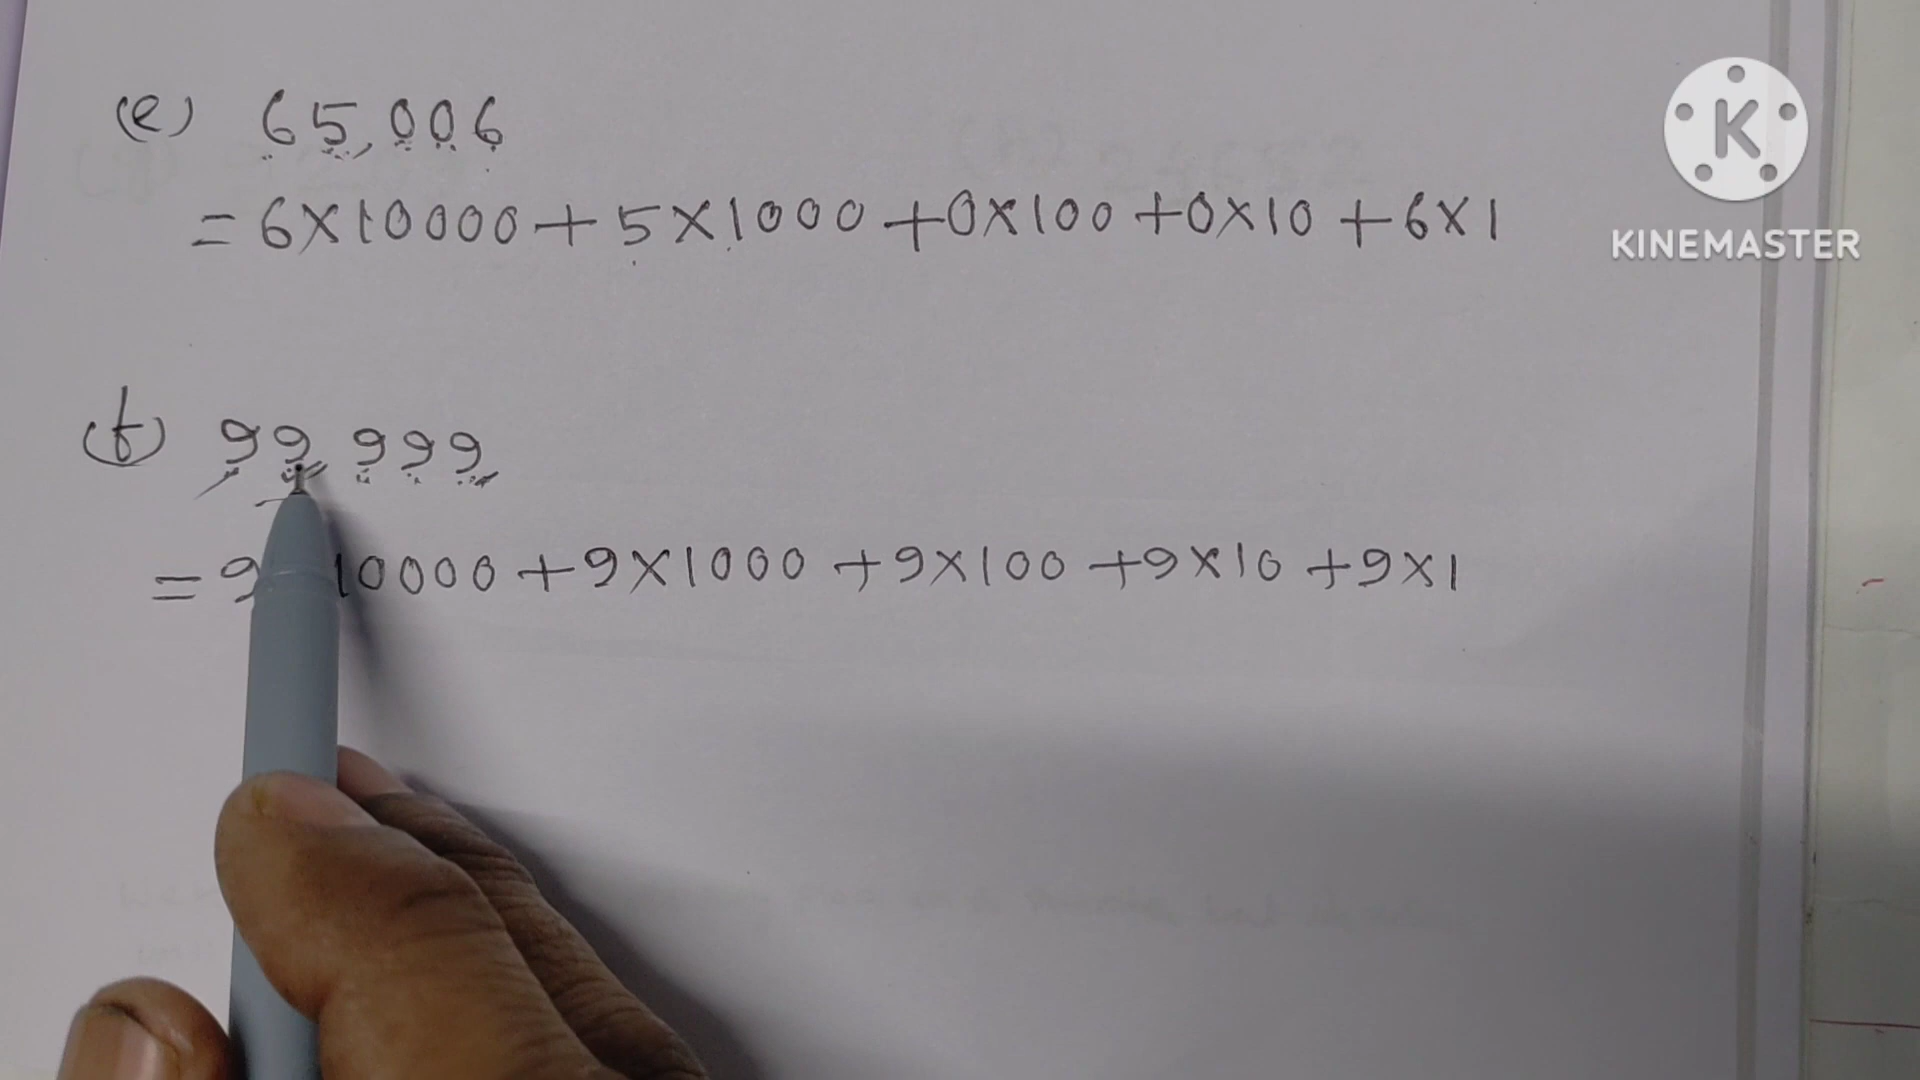 (e) 65,006
= 6×10000 + 5×1000 + 0×100 + 0×10 + 6×1
(f) 99,999
= 9 10000 + 9×1000 + 9×100 + 9×10 + 9×1
K
KINEMASTER